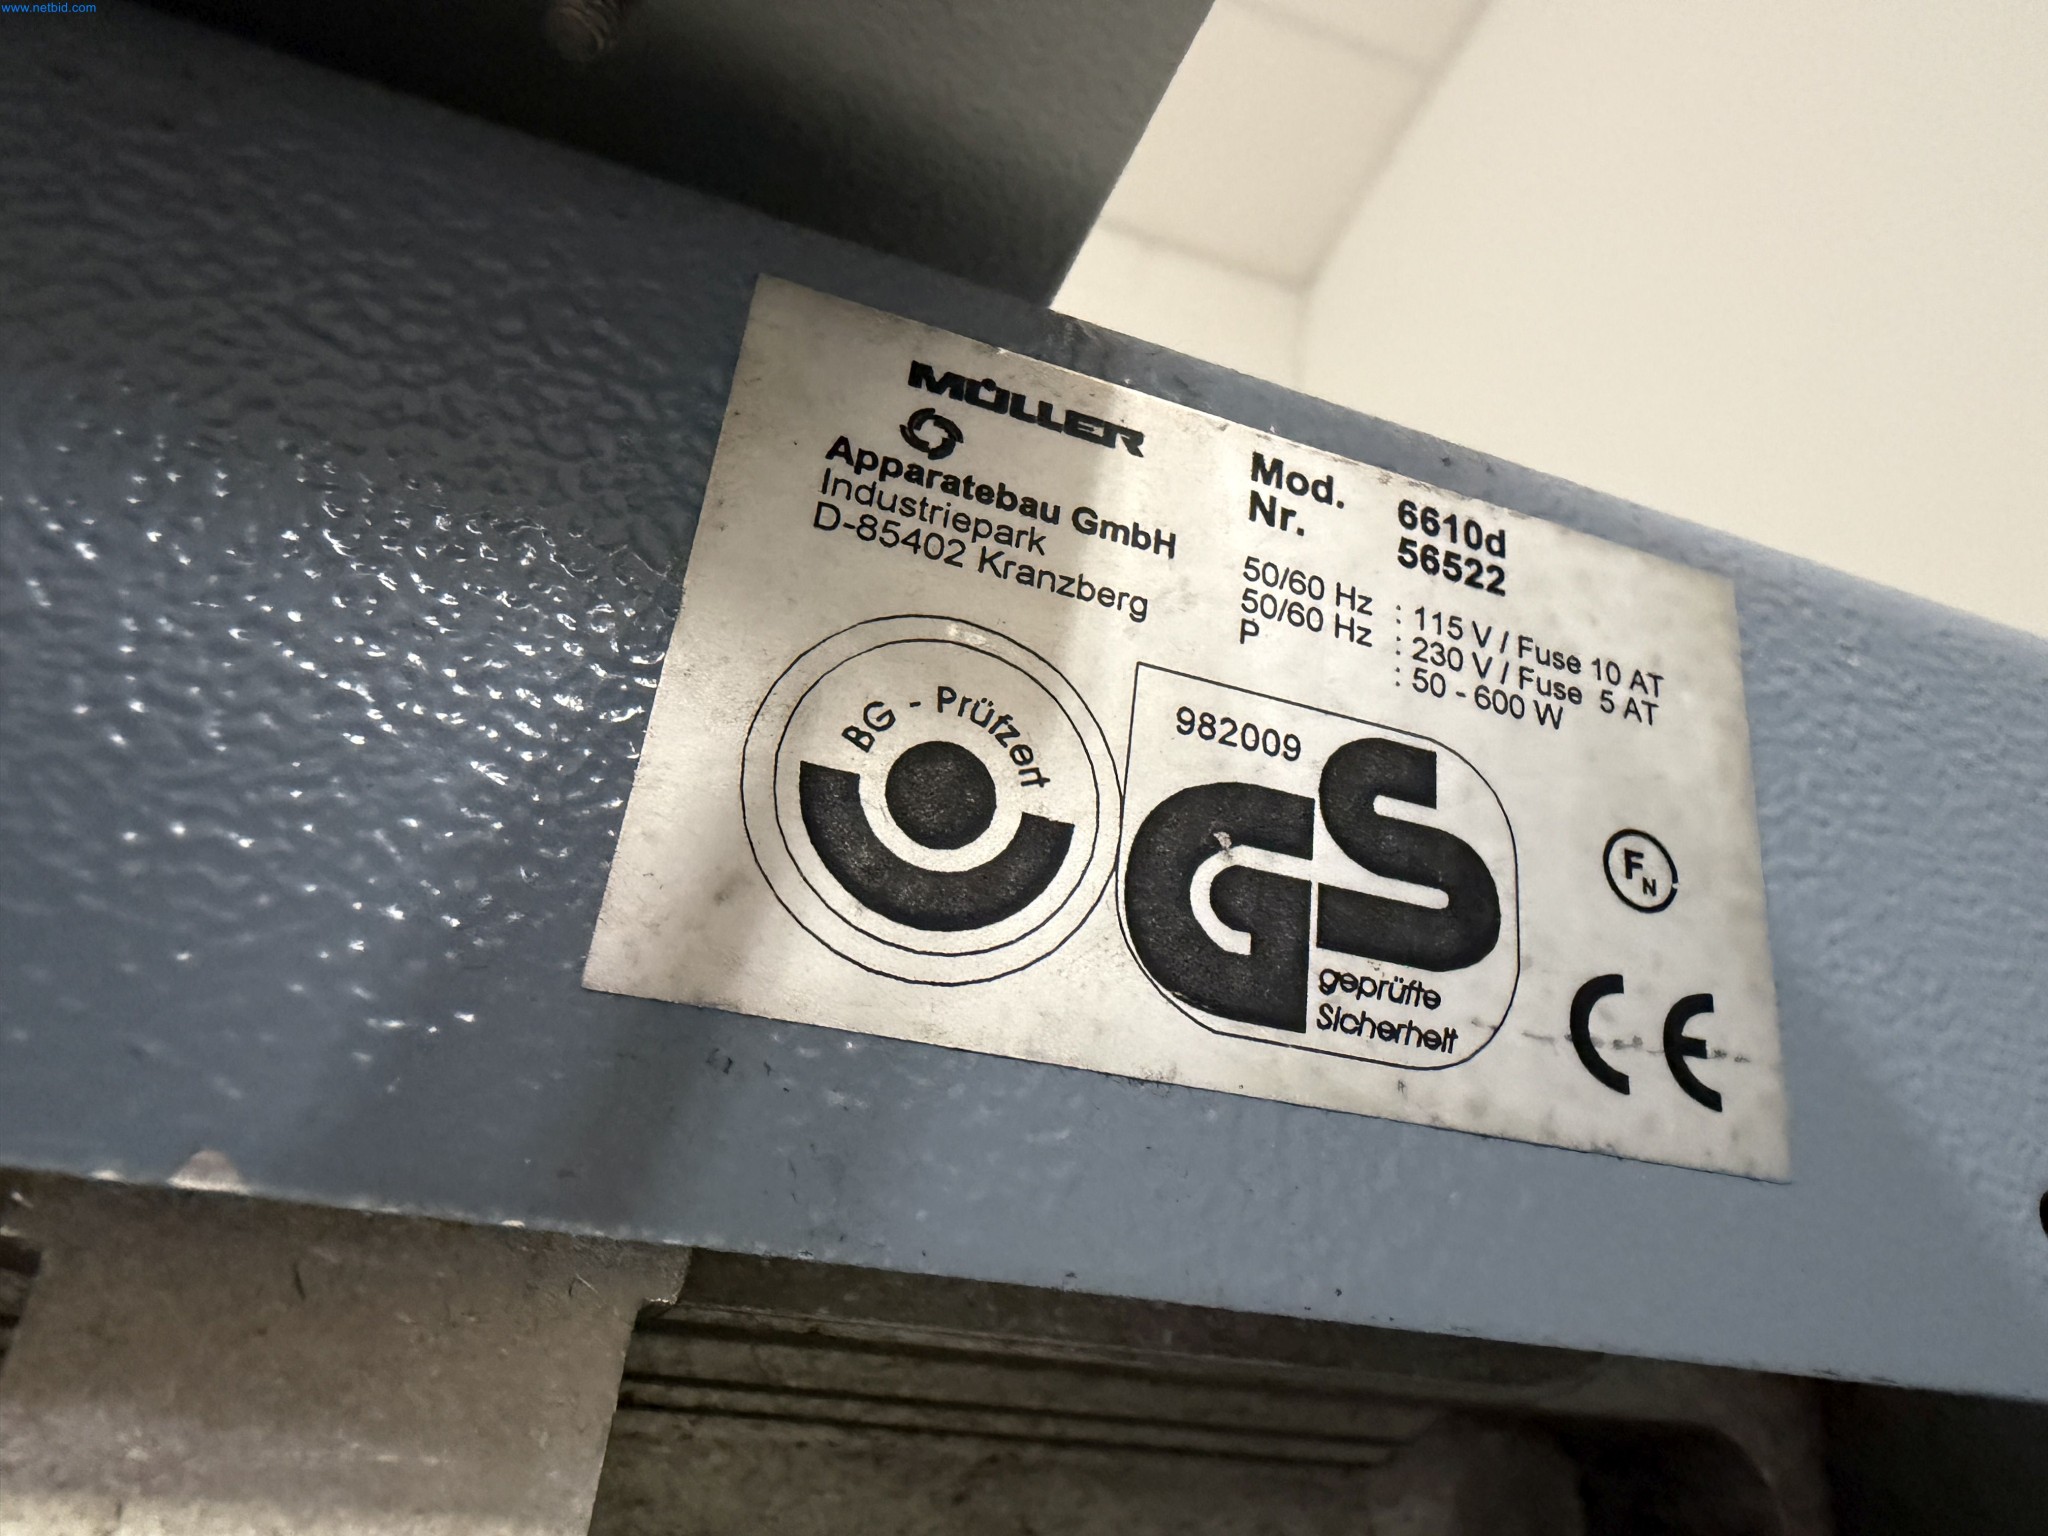 www.netbid.com
MÜLLER
Apparatebau GmbH
Industriepark
D-85402 Kranzberg
Mod. 6610d
Nr. 56522
50/60 Hz : 115 V / Fuse 10 AT
50/60 Hz : 230 V / Fuse 5 AT
P : 50 - 600 W
BG - Prüfzert
982009
GS
geprüfte
Sicherheit
FN
CE